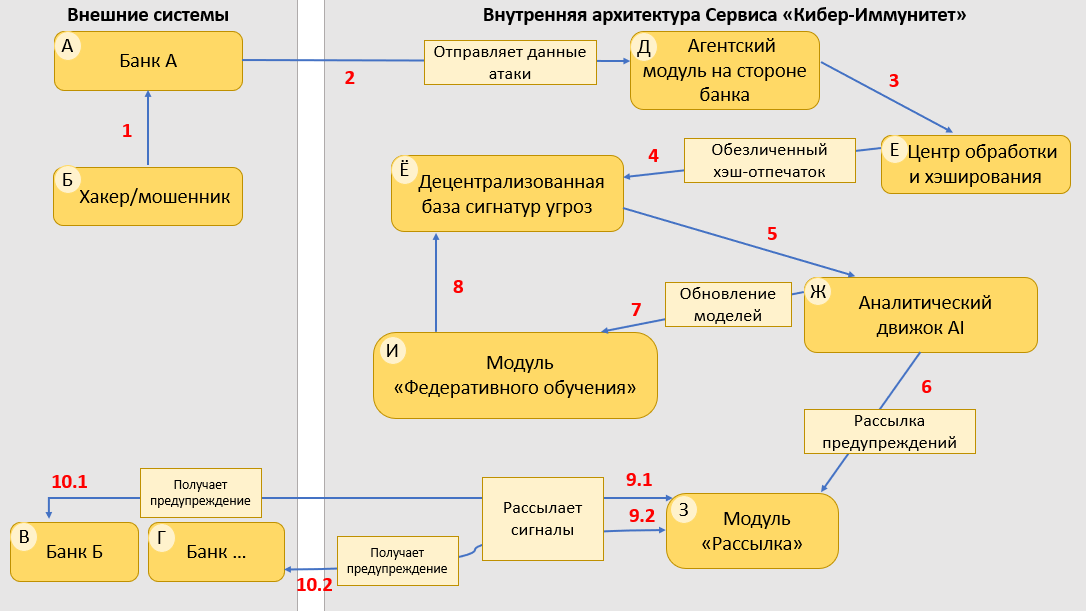 Внешние системы
Внутренняя архитектура Сервиса «Кибер-Иммунитет»
А
Банк А
2
Отправляет данные
атаки
Д
Агентский
модуль на стороне
банка
3
1
Б
Хакер/мошенник
Е
Центр обработки
и хэширования
Обезличенный
хэш-отпечаток
4
Ё
Децентрализованная
база сигнатур угроз
5
8
Ж
Аналитический
движок AI
Обновление
моделей
7
И
Модуль
«Федеративного обучения»
6
Рассылка
предупреждений
10.1
Получает
предупреждение
Рассылает
сигналы
9.1
9.2
З
Модуль
«Рассылка»
В
Банк Б
Г
Банк ...
10.2
Получает
предупреждение